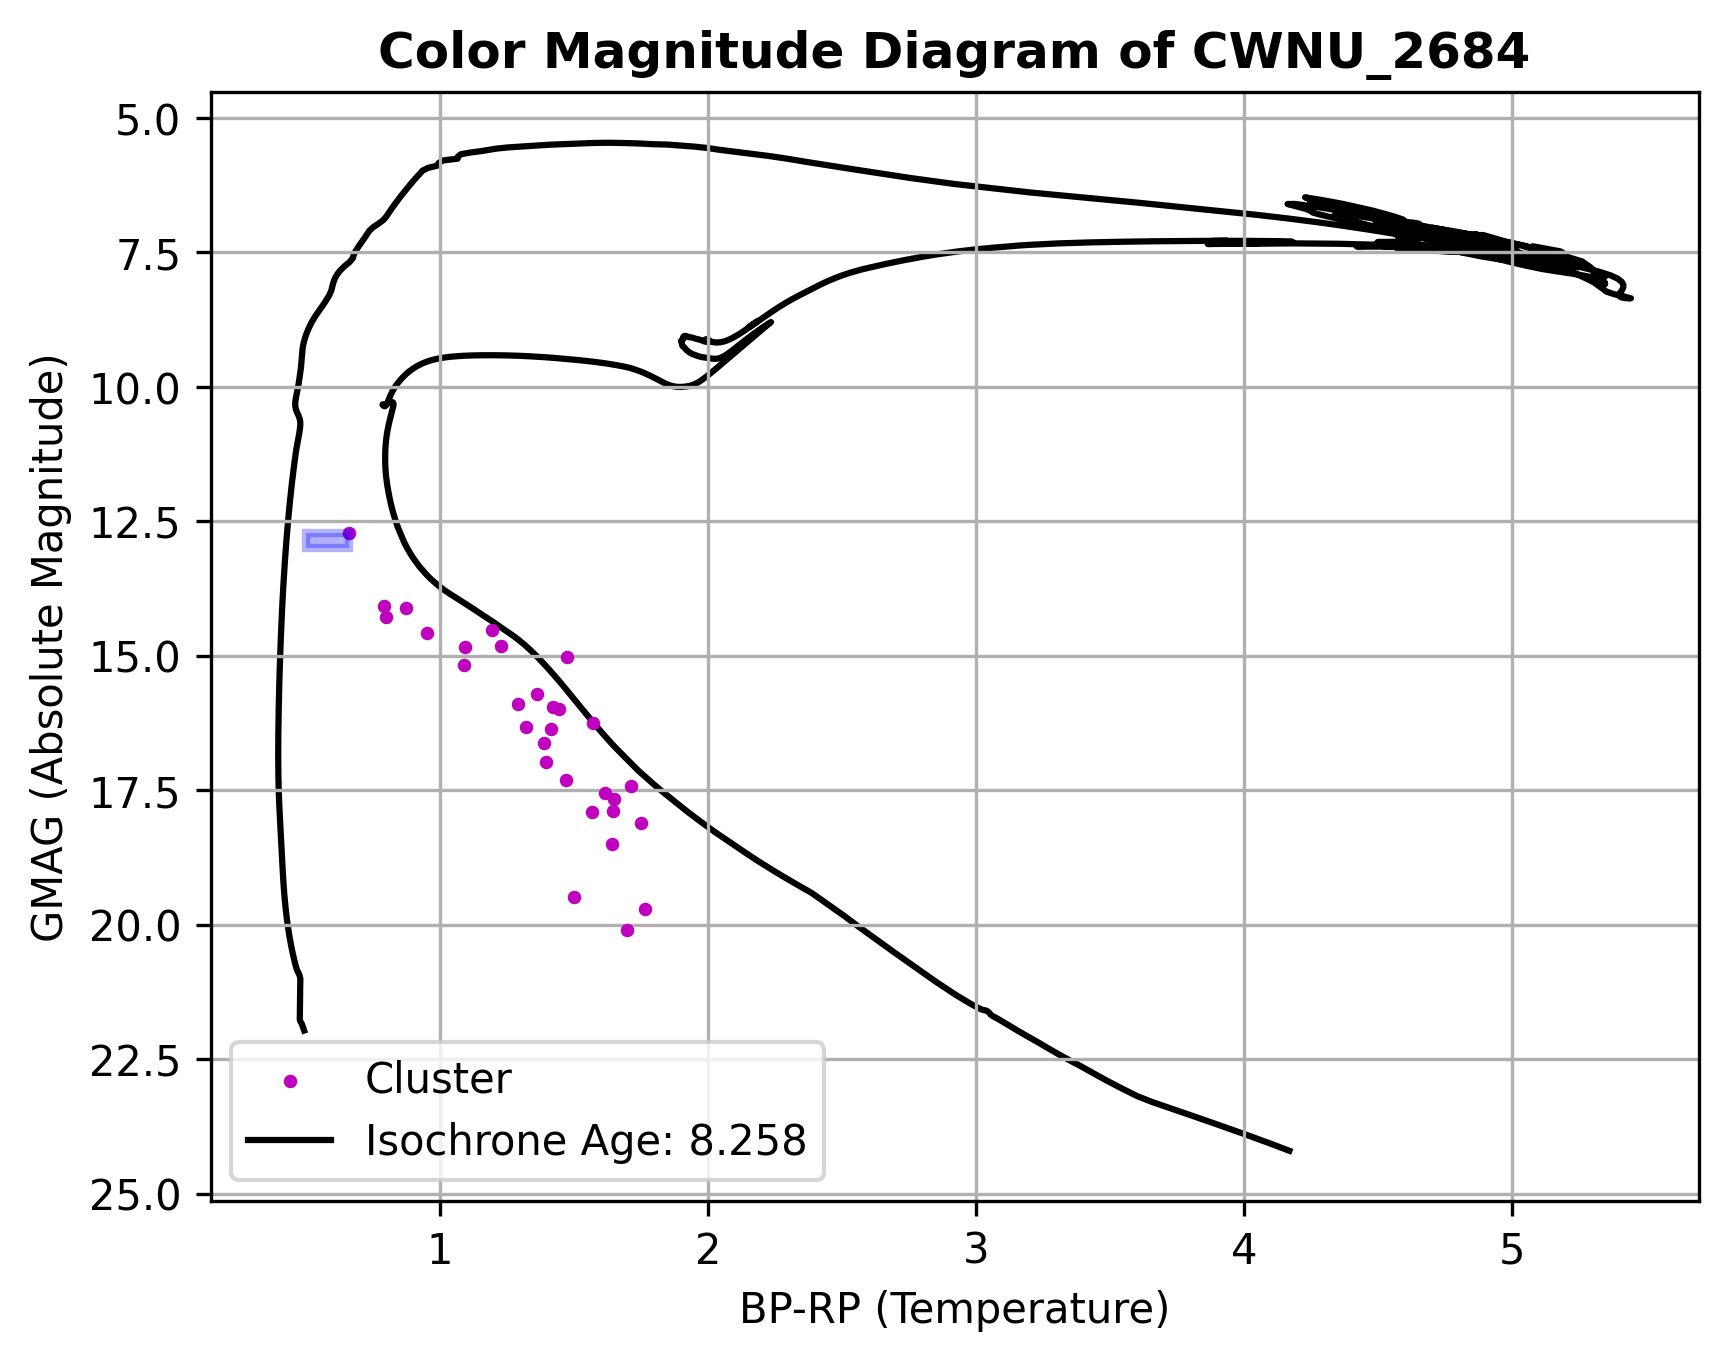 Color Magnitude Diagram of CWNU_2684
GMAG (Absolute Magnitude)
5.0
7.5
10.0
12.5
15.0
17.5
20.0
22.5
25.0
Cluster
Isochrone Age: 8.258
1
2
3
4
5
BP-RP (Temperature)